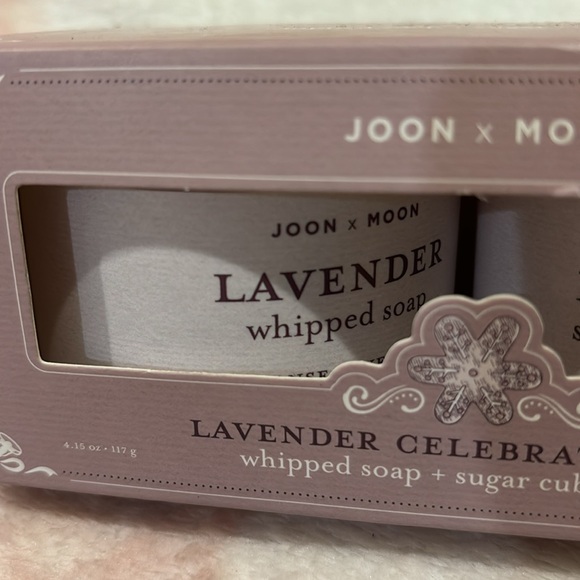 JOON x MO
JOON x MOON
LAVENDER
whipped soap
LAVENDER CELEBRAT
whipped soap + sugar cub
4.15 oz • 117 g